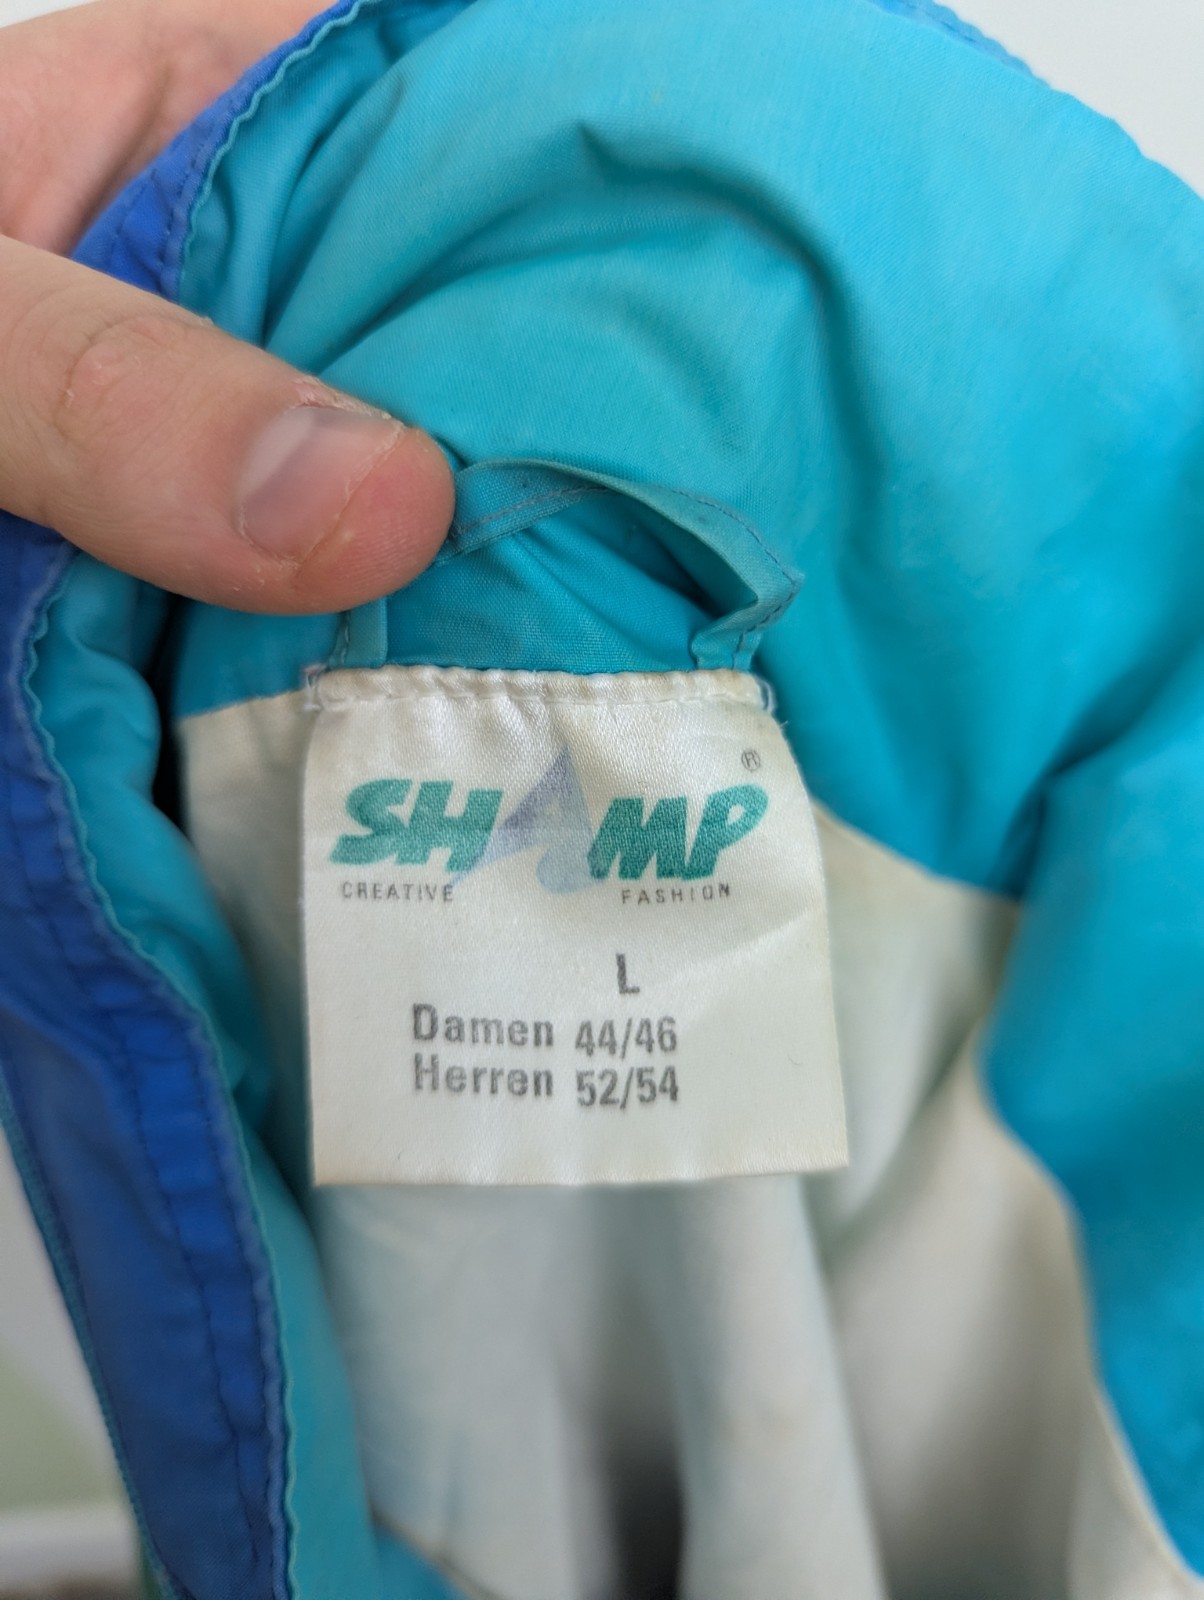 SHAMP®
CREATIVE FASHION
L
Damen 44/46
Herren 52/54